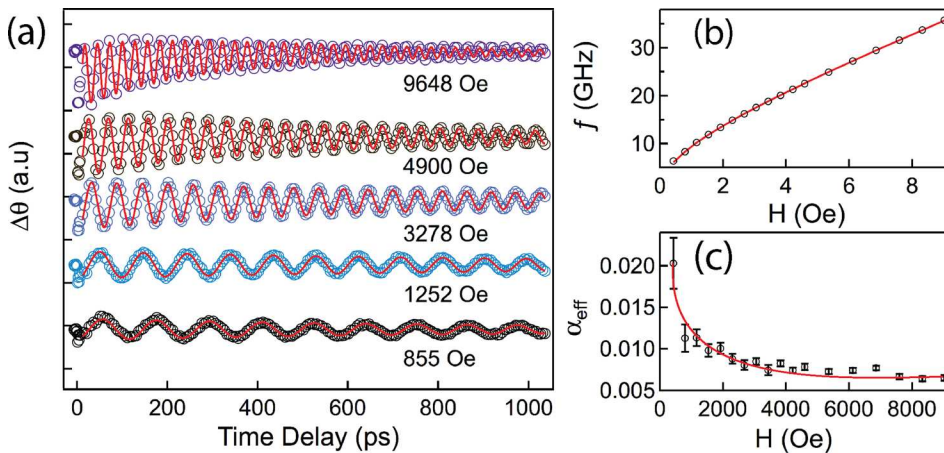 (a)
9648 Oe
4900 Oe
3278 Oe
1252 Oe
855 Oe
Δθ (a.u)
0 200 400 600 800 1000
Time Delay (ps)
(b)
30
20
10
f (GHz)
0 2 4 6 8
H (Oe)
(c)
0.020
0.015
0.010
0.005
αeff
0 2000 4000 6000 8000
H (Oe)